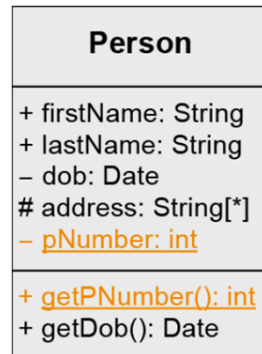 Person
+ firstName: String
+ lastName: String
– dob: Date
# address: String[*]
– pNumber: int
+ getPNumber(): int
+ getDob(): Date